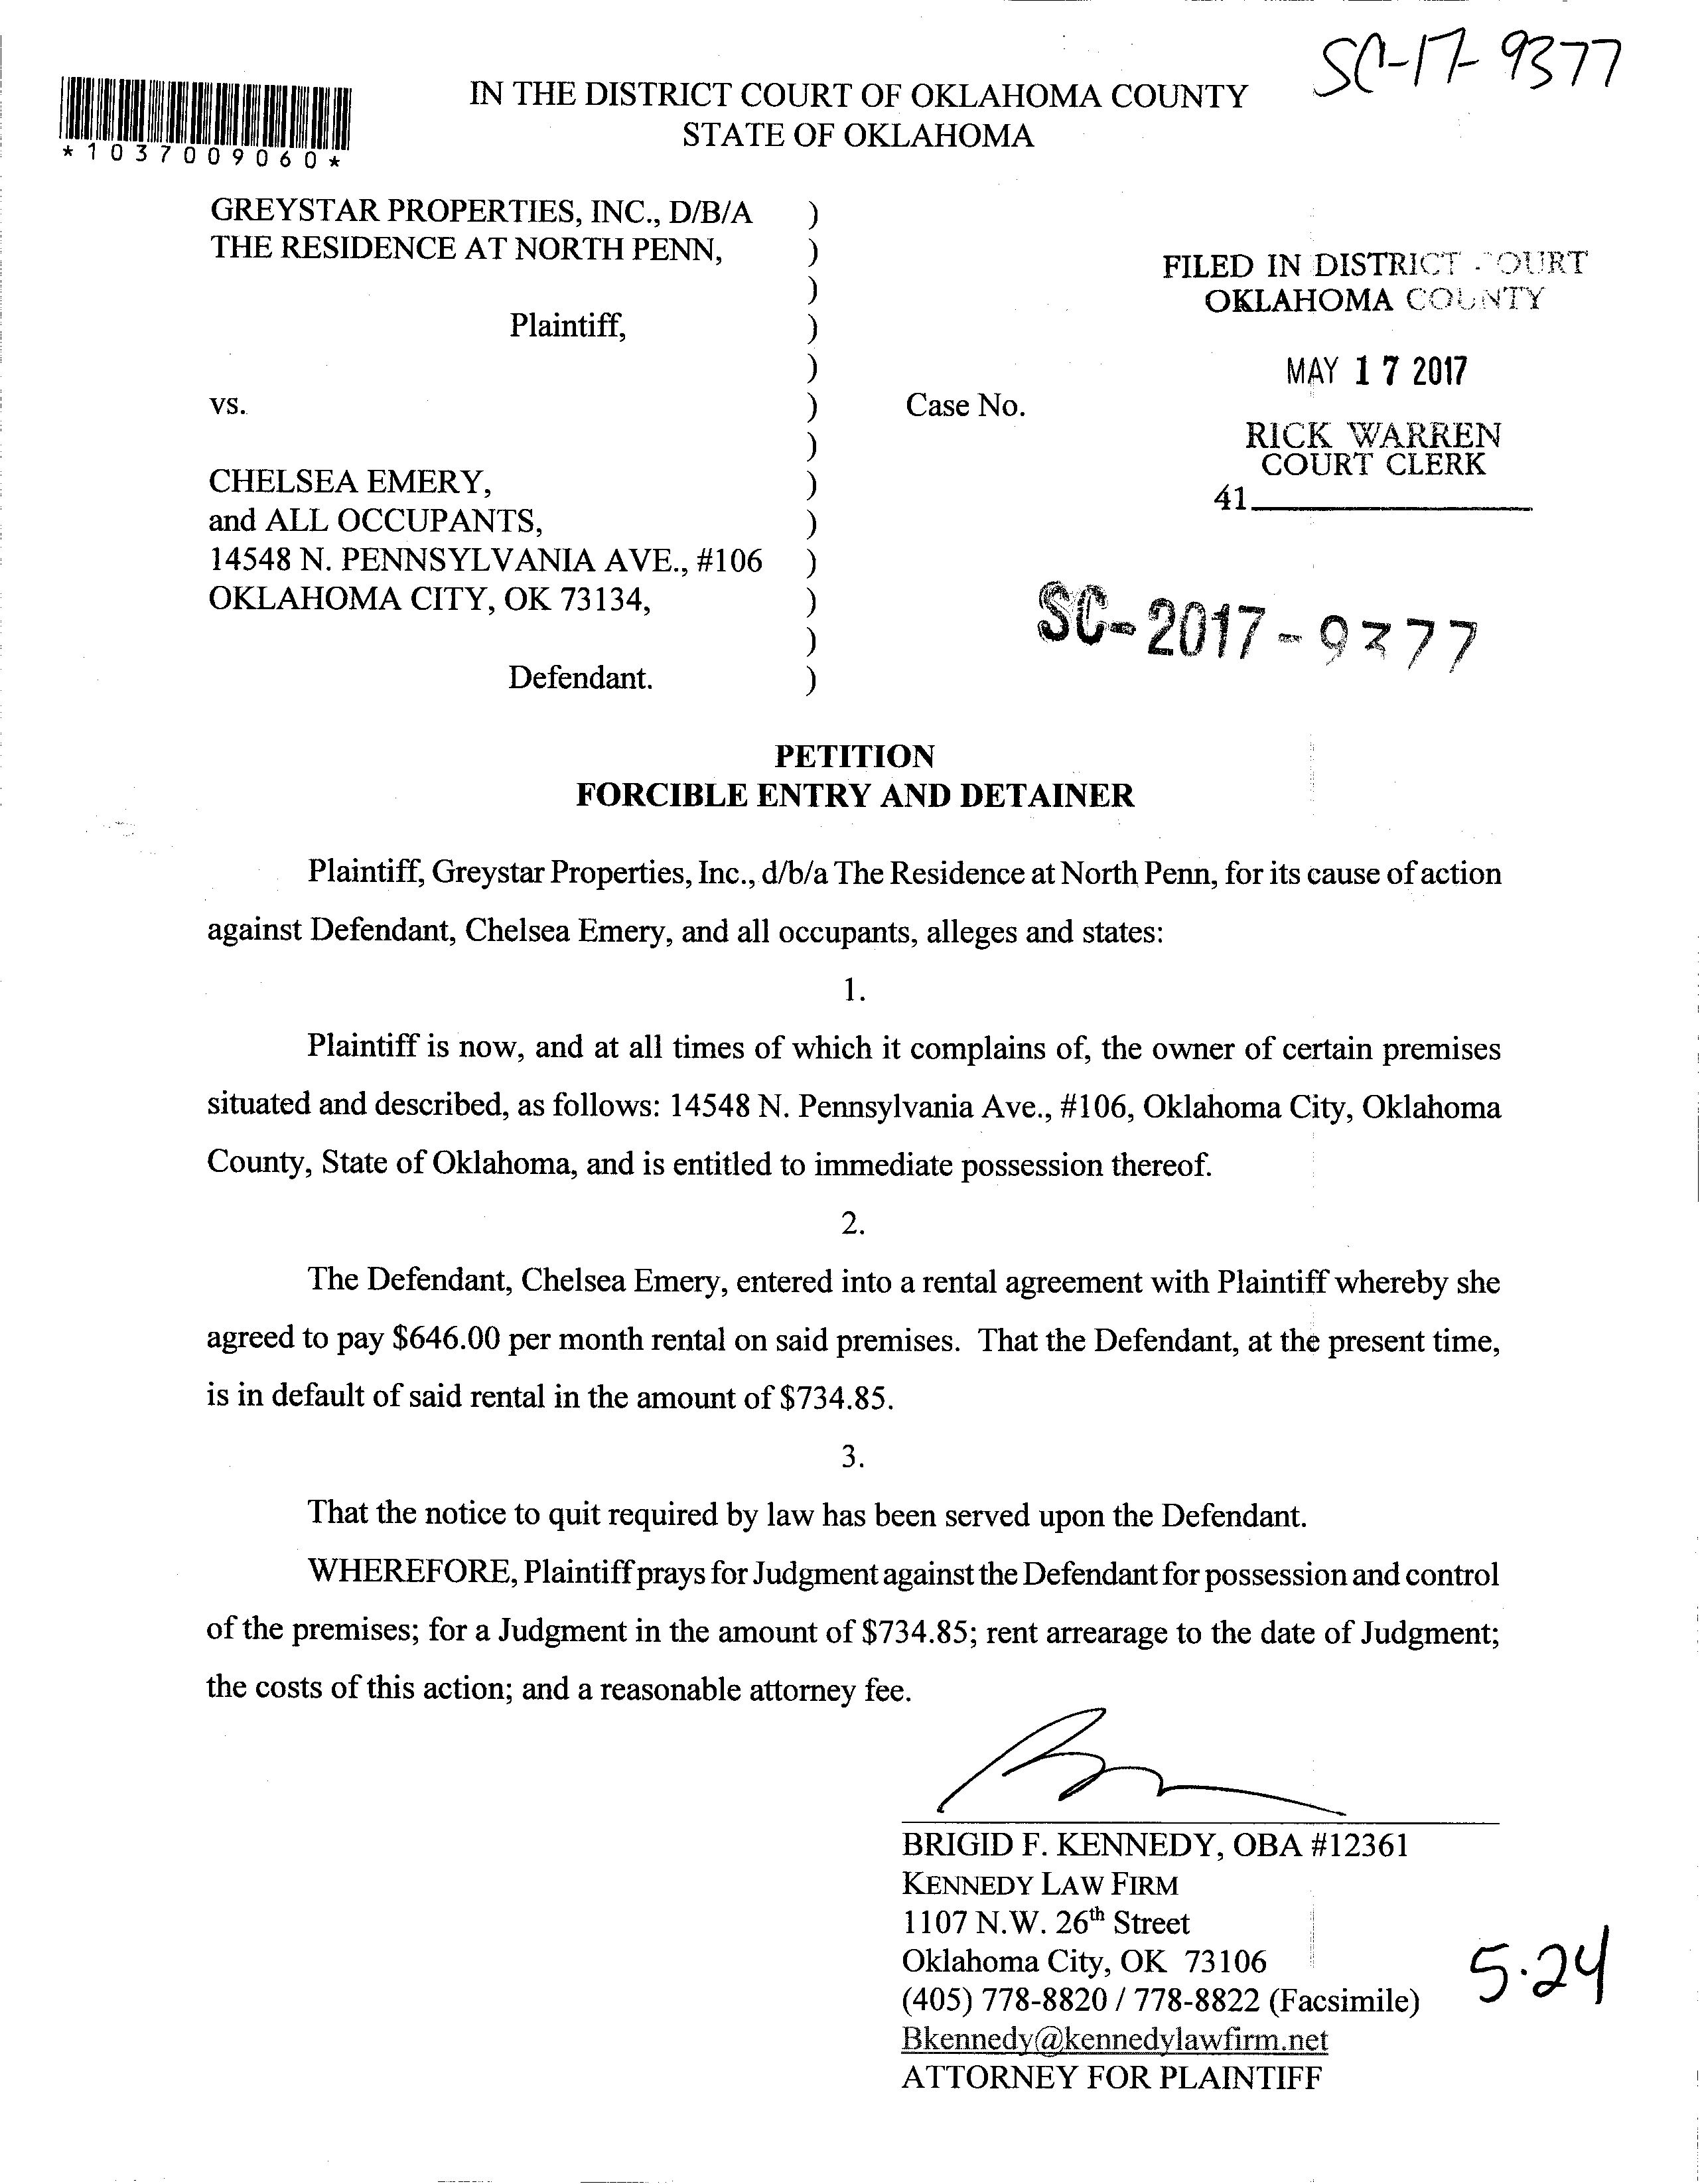 SC-17-9377
*1037009060*
IN THE DISTRICT COURT OF OKLAHOMA COUNTY
STATE OF OKLAHOMA
GREYSTAR PROPERTIES, INC., D/B/A )
THE RESIDENCE AT NORTH PENN, )
)
Plaintiff, )
)
vs. ) Case No.
)
CHELSEA EMERY, )
and ALL OCCUPANTS, )
14548 N. PENNSYLVANIA AVE., #106 )
OKLAHOMA CITY, OK 73134, )
)
Defendant. )
FILED IN DISTRICT COURT
OKLAHOMA COUNTY
MAY 17 2017
RICK WARREN
COURT CLERK
41
SC-2017-9377
PETITION
FORCIBLE ENTRY AND DETAINER
Plaintiff, Greystar Properties, Inc., d/b/a The Residence at North Penn, for its cause of action
against Defendant, Chelsea Emery, and all occupants, alleges and states:
1.
Plaintiff is now, and at all times of which it complains of, the owner of certain premises
situated and described, as follows: 14548 N. Pennsylvania Ave., #106, Oklahoma City, Oklahoma
County, State of Oklahoma, and is entitled to immediate possession thereof.
2.
The Defendant, Chelsea Emery, entered into a rental agreement with Plaintiff whereby she
agreed to pay $646.00 per month rental on said premises. That the Defendant, at the present time,
is in default of said rental in the amount of $734.85.
3.
That the notice to quit required by law has been served upon the Defendant.
WHEREFORE, Plaintiff prays for Judgment against the Defendant for possession and control
of the premises; for a Judgment in the amount of $734.85; rent arrearage to the date of Judgment;
the costs of this action; and a reasonable attorney fee.
BRIGID F. KENNEDY, OBA #12361
KENNEDY LAW FIRM
1107 N.W. 26th Street
Oklahoma City, OK 73106
(405) 778-8820 / 778-8822 (Facsimile)
Bkennedy@kennedylawfirm.net
ATTORNEY FOR PLAINTIFF
5.24